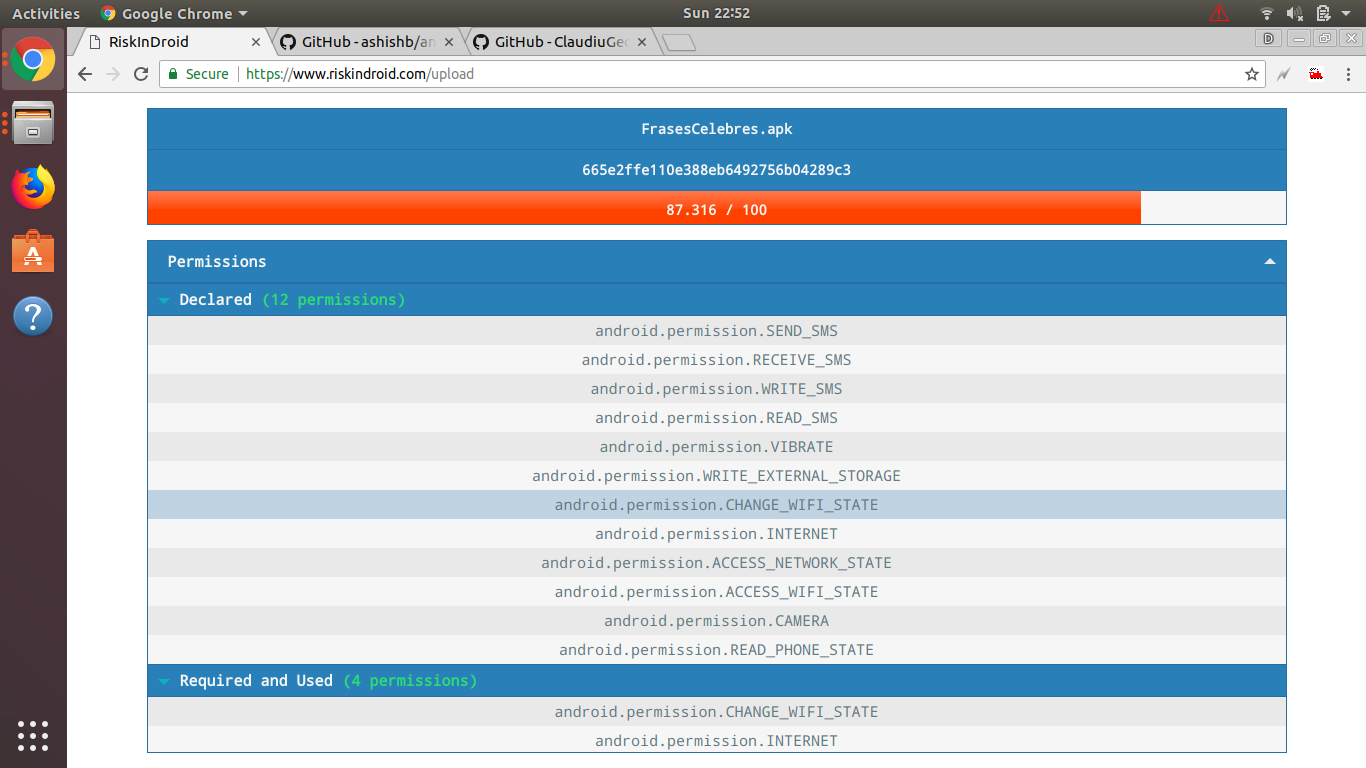 Activities Google Chrome Sun 22:52
RiskInDroid GitHub - ashishb/an GitHub - ClaudiuGeo D
Secure https://www.riskindroid.com/upload
FrasesCelebres.apk
665e2ffe110e388eb6492756b04289c3
87.316 / 100
Permissions
Declared (12 permissions)
android.permission.SEND_SMS
android.permission.RECEIVE_SMS
android.permission.WRITE_SMS
android.permission.READ_SMS
android.permission.VIBRATE
android.permission.WRITE_EXTERNAL_STORAGE
android.permission.CHANGE_WIFI_STATE
android.permission.INTERNET
android.permission.ACCESS_NETWORK_STATE
android.permission.ACCESS_WIFI_STATE
android.permission.CAMERA
android.permission.READ_PHONE_STATE
Required and Used (4 permissions)
android.permission.CHANGE_WIFI_STATE
android.permission.INTERNET